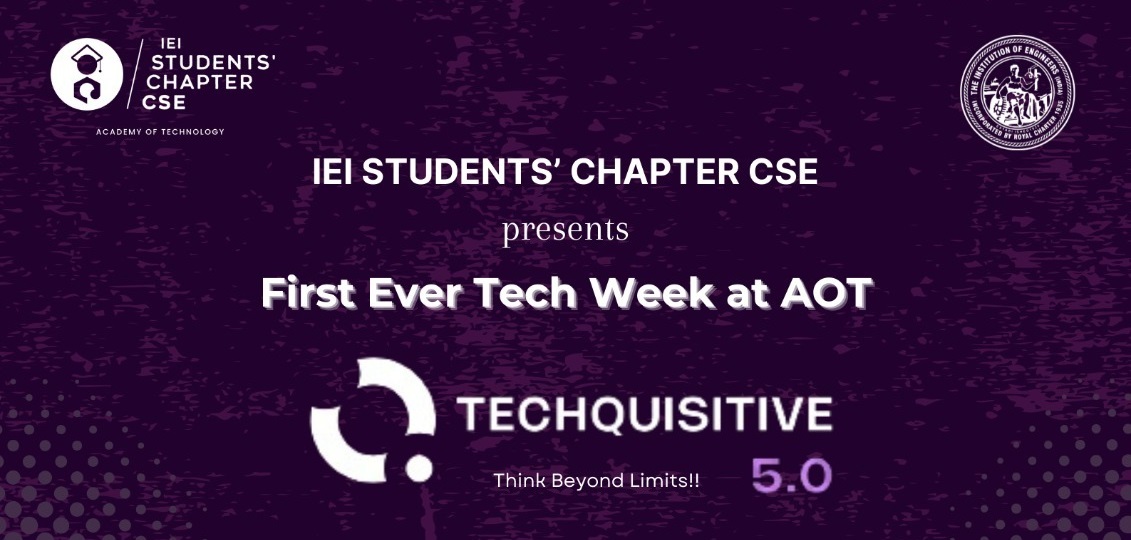 IEI
STUDENTS'
CHAPTER
CSE
ACADEMY OF TECHNOLOGY
THE INSTITUTION OF ENGINEERS (INDIA)
INCORPORATED BY ROYAL CHARTER 1935
IEI STUDENTS’ CHAPTER CSE
presents
First Ever Tech Week at AOT
TECHQUISITIVE
Think Beyond Limits!! 5.0